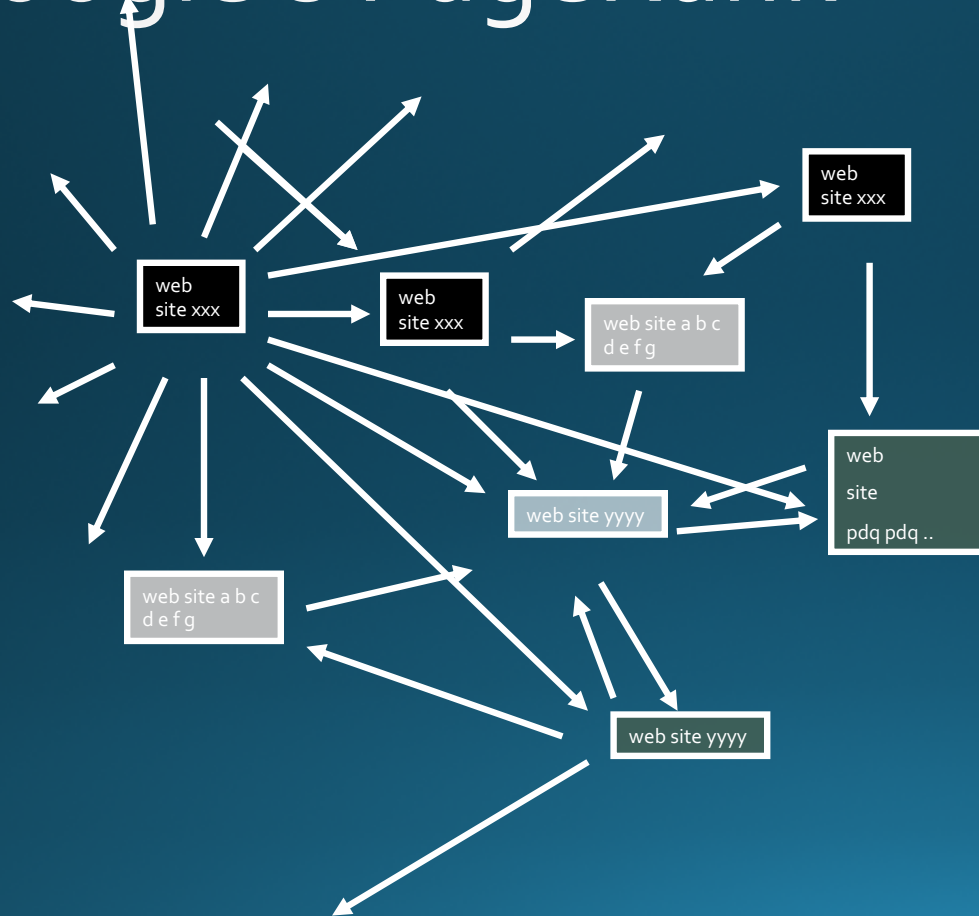 web
site xxx
web
site xxx
web
site xxx
web site a b c
d e f g
web
site
pdq pdq ..
web site yyyy
web site a b c
d e f g
web site yyyy